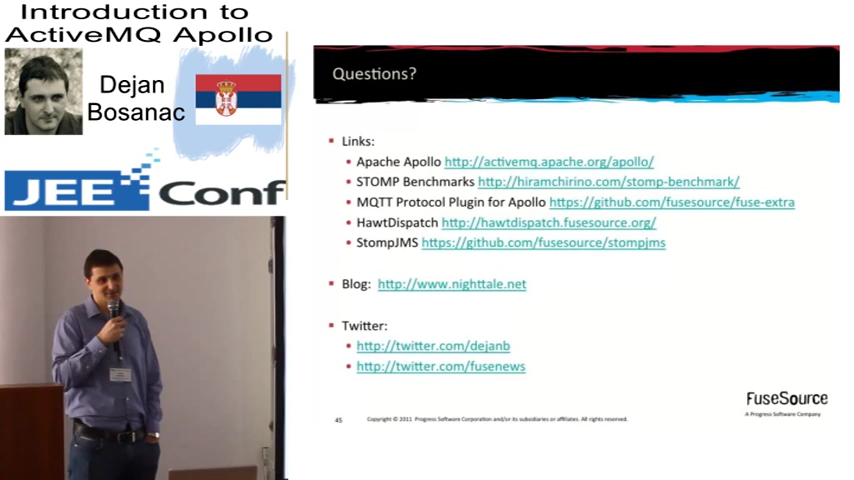 Introduction to
ActiveMQ Apollo
Dejan
Bosanac
JEE Conf
Questions?
Links:
Apache Apollo http://activemq.apache.org/apollo/
STOMP Benchmarks http://hiramchirino.com/stomp-benchmark/
MQTT Protocol Plugin for Apollo https://github.com/fusesource/fuse-extra
HawtDispatch http://hawtdispatch.fusesource.org/
StompJMS https://github.com/fusesource/stompjms
Blog: http://www.nighttale.net
Twitter:
http://twitter.com/dejanb
http://twitter.com/fusenews
FuseSource
A Progress Software Company
45
Copyright © 2011 Progress Software Corporation and/or its subsidiaries or affiliates. All rights reserved.